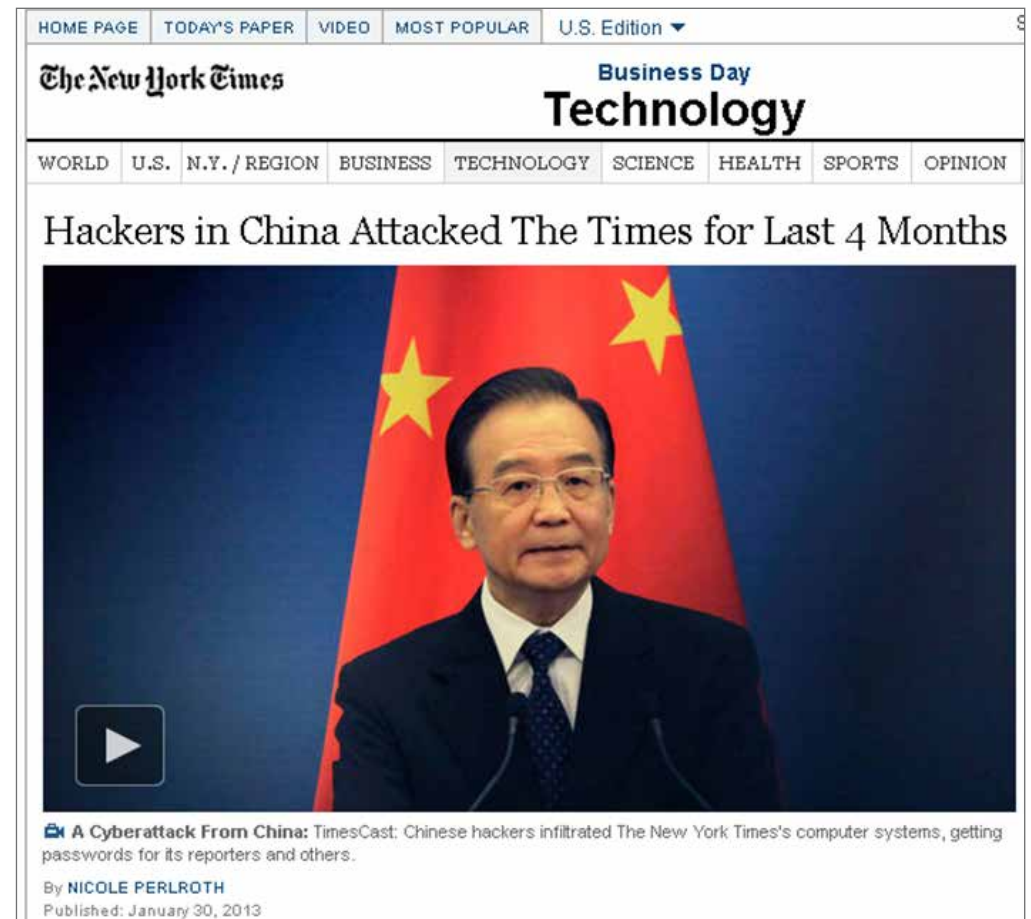 HOME PAGE TODAY'S PAPER VIDEO MOST POPULAR U.S. Edition
The New York Times
Business Day
Technology
WORLD U.S. N.Y. / REGION BUSINESS TECHNOLOGY SCIENCE HEALTH SPORTS OPINION
Hackers in China Attacked The Times for Last 4 Months
A Cyberattack From China: TimesCast: Chinese hackers infiltrated The New York Times's computer systems, getting
passwords for its reporters and others.
By NICOLE PERLROTH
Published: January 30, 2013